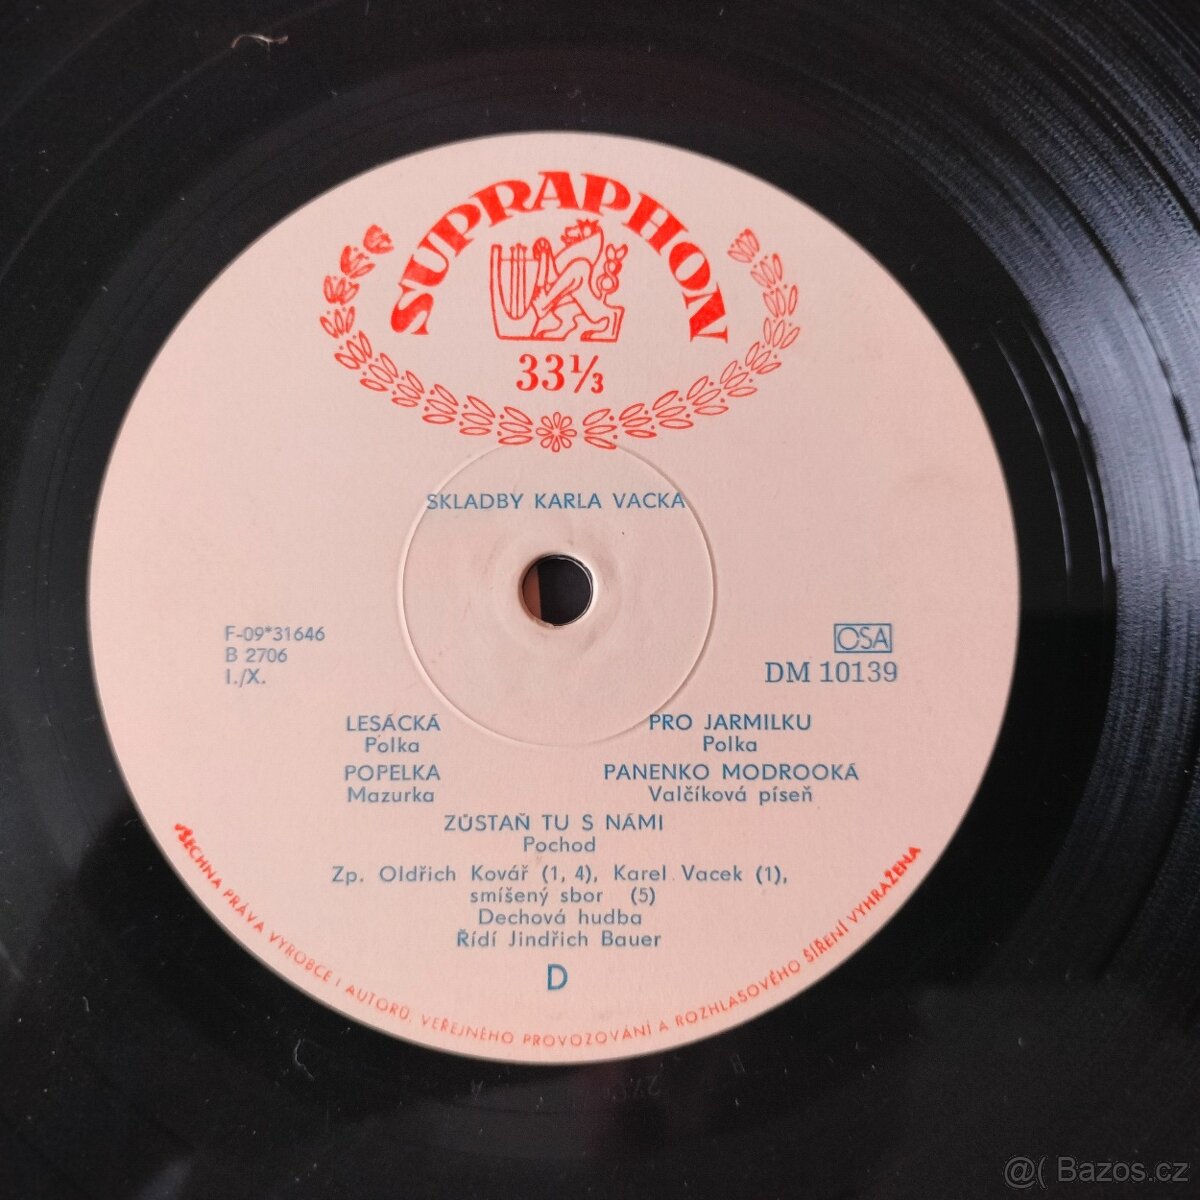 SUPRAPHON
33⅓
SKLADBY KARLA VACKA
F-09*31646
B 2706
I./X.
OSA
DM 10139
LESÁCKÁ
Polka
PRO JARMILKU
Polka
POPELKA
Mazurka
PANENKO MODROOKÁ
Valčíková píseň
ZŮSTAŇ TU S NÁMI
Pochod
Zp. Oldřich Kovář (1, 4), Karel Vacek (1),
smíšený sbor (5)
Dechová hudba
Řídí Jindřich Bauer
D
VŠECHNA PRÁVA VÝROBCE I AUTORŮ, VEŘEJNÉHO PROVOZOVÁNÍ A ROZHLASOVÉHO ŠÍŘENÍ VYHRAŽENA
@( Bazos.cz